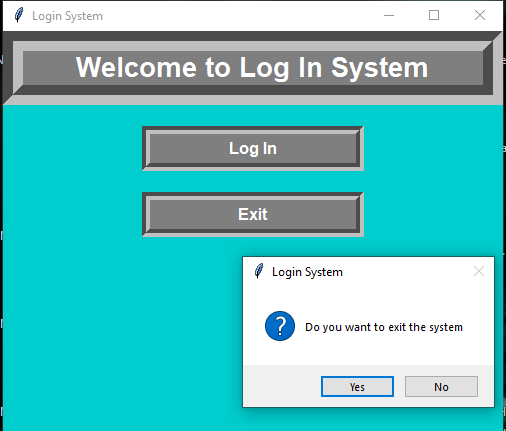 Login System
Welcome to Log In System
Log In
Exit
Login System
Do you want to exit the system
Yes
No